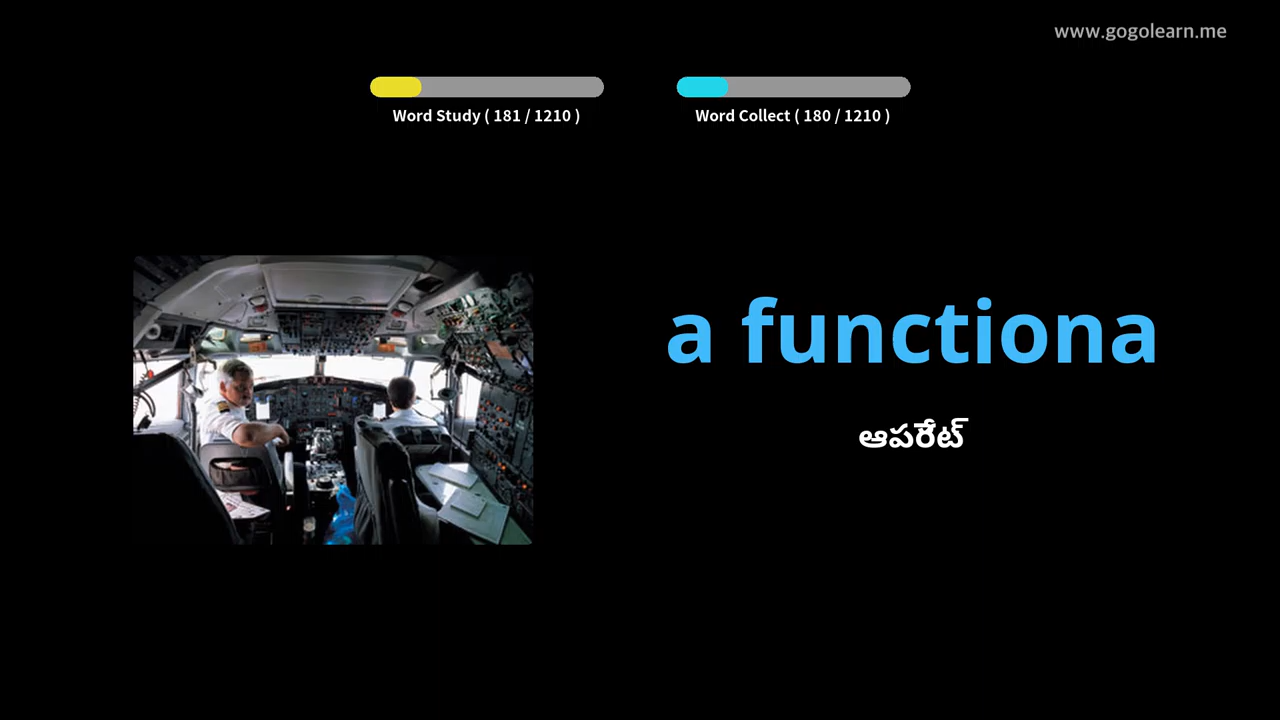 www.gogolearn.me
Word Study ( 181 / 1210 )
Word Collect ( 180 / 1210 )
a functiona
ఆపరేట్